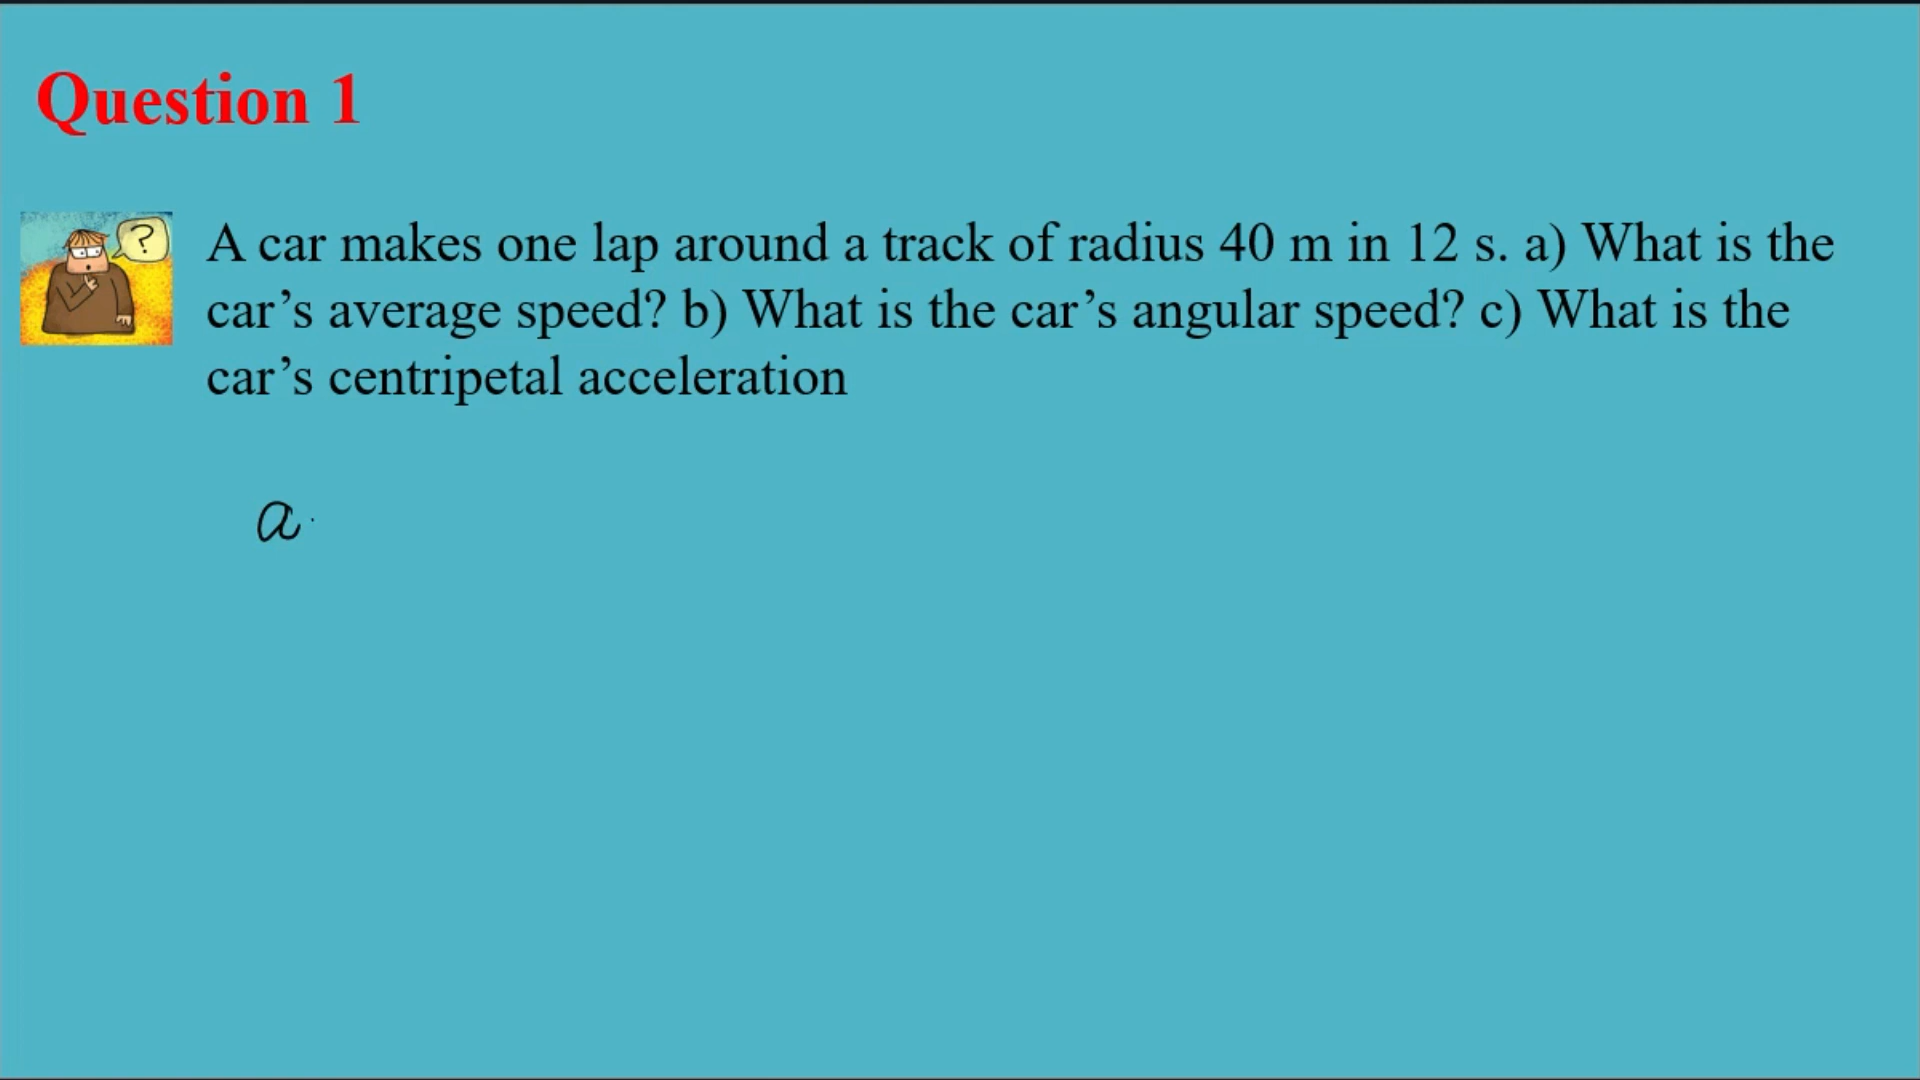 Question 1
?
A car makes one lap around a track of radius 40 m in 12 s. a) What is the
car’s average speed? b) What is the car’s angular speed? c) What is the
car’s centripetal acceleration
a.